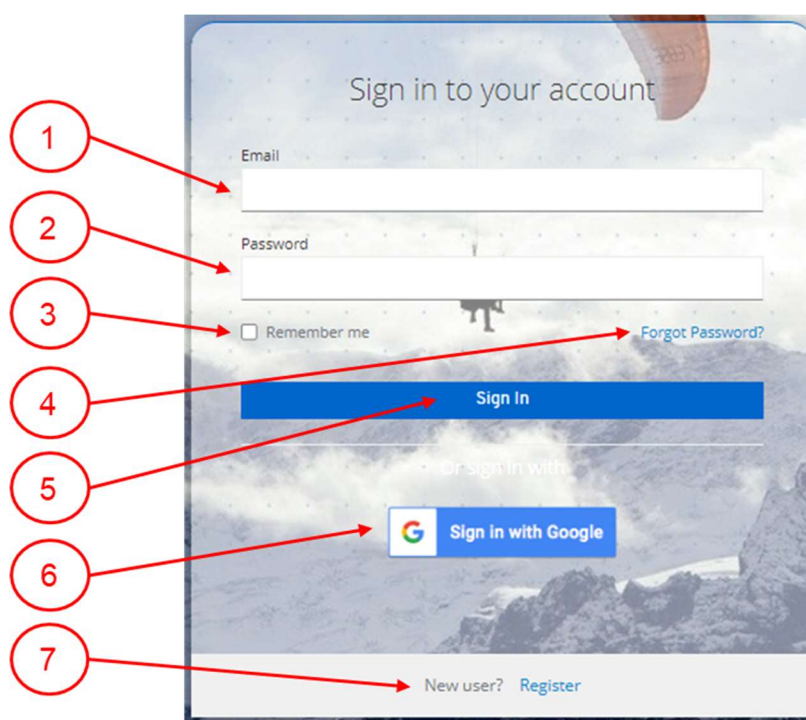 Sign in to your account
1
Email
2
Password
3
Remember me Forgot Password?
4
Sign In
5
Or sign in with
6
G Sign in with Google
7
New user? Register